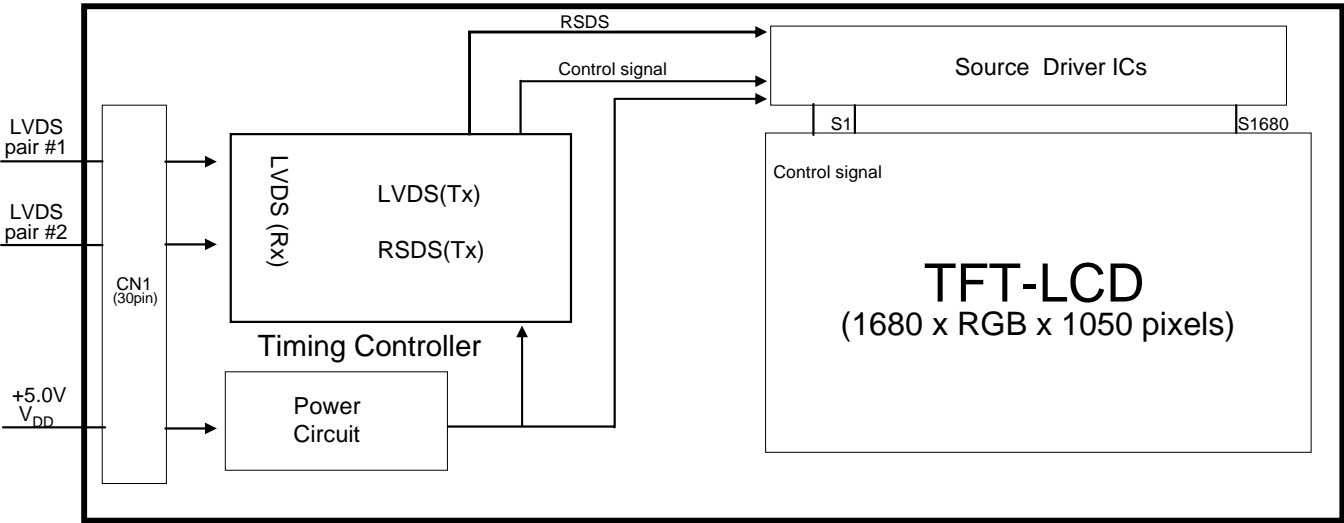 RSDS
Control signal
Source Driver ICs
S1
S1680
LVDS
pair #1
LVDS
pair #2
CN1
(30pin)
LVDS (Rx)
LVDS(Tx)
RSDS(Tx)
Timing Controller
Control signal
TFT-LCD
(1680 x RGB x 1050 pixels)
+5.0V
VDD
Power
Circuit